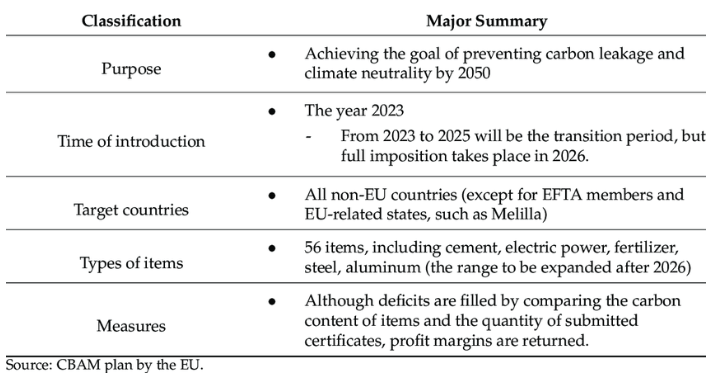 Classification Major Summary
Purpose
● Achieving the goal of preventing carbon leakage and
climate neutrality by 2050
Time of introduction
● The year 2023
- From 2023 to 2025 will be the transition period, but
full imposition takes place in 2026.
Target countries
● All non-EU countries (except for EFTA members and
EU-related states, such as Melilla)
Types of items
● 56 items, including cement, electric power, fertilizer,
steel, aluminum (the range to be expanded after 2026)
Measures
● Although deficits are filled by comparing the carbon
content of items and the quantity of submitted
certificates, profit margins are returned.
Source: CBAM plan by the EU.